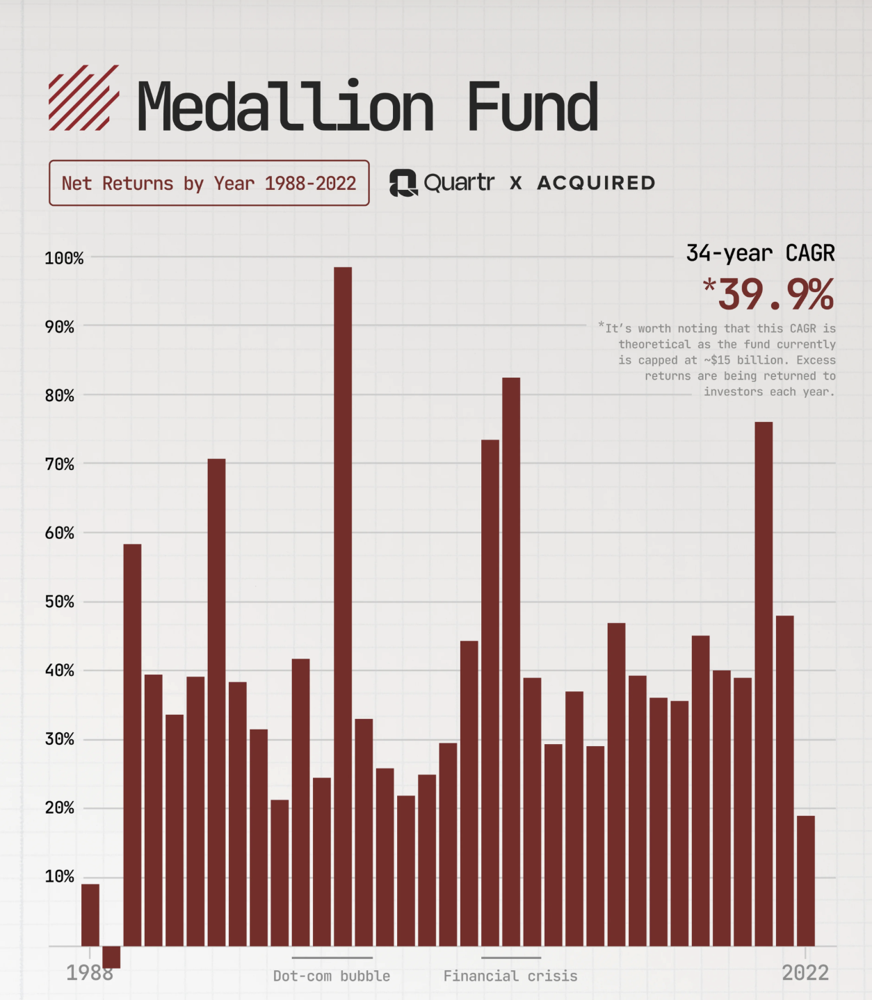 Medallion Fund
Net Returns by Year 1988-2022
Quartr X ACQUIRED
34-year CAGR
*39.9%
*It’s worth noting that this CAGR is
theoretical as the fund currently
is capped at ~$15 billion. Excess
returns are being returned to
investors each year.
100%
90%
80%
70%
60%
50%
40%
30%
20%
10%
1988
Dot-com bubble
Financial crisis
2022